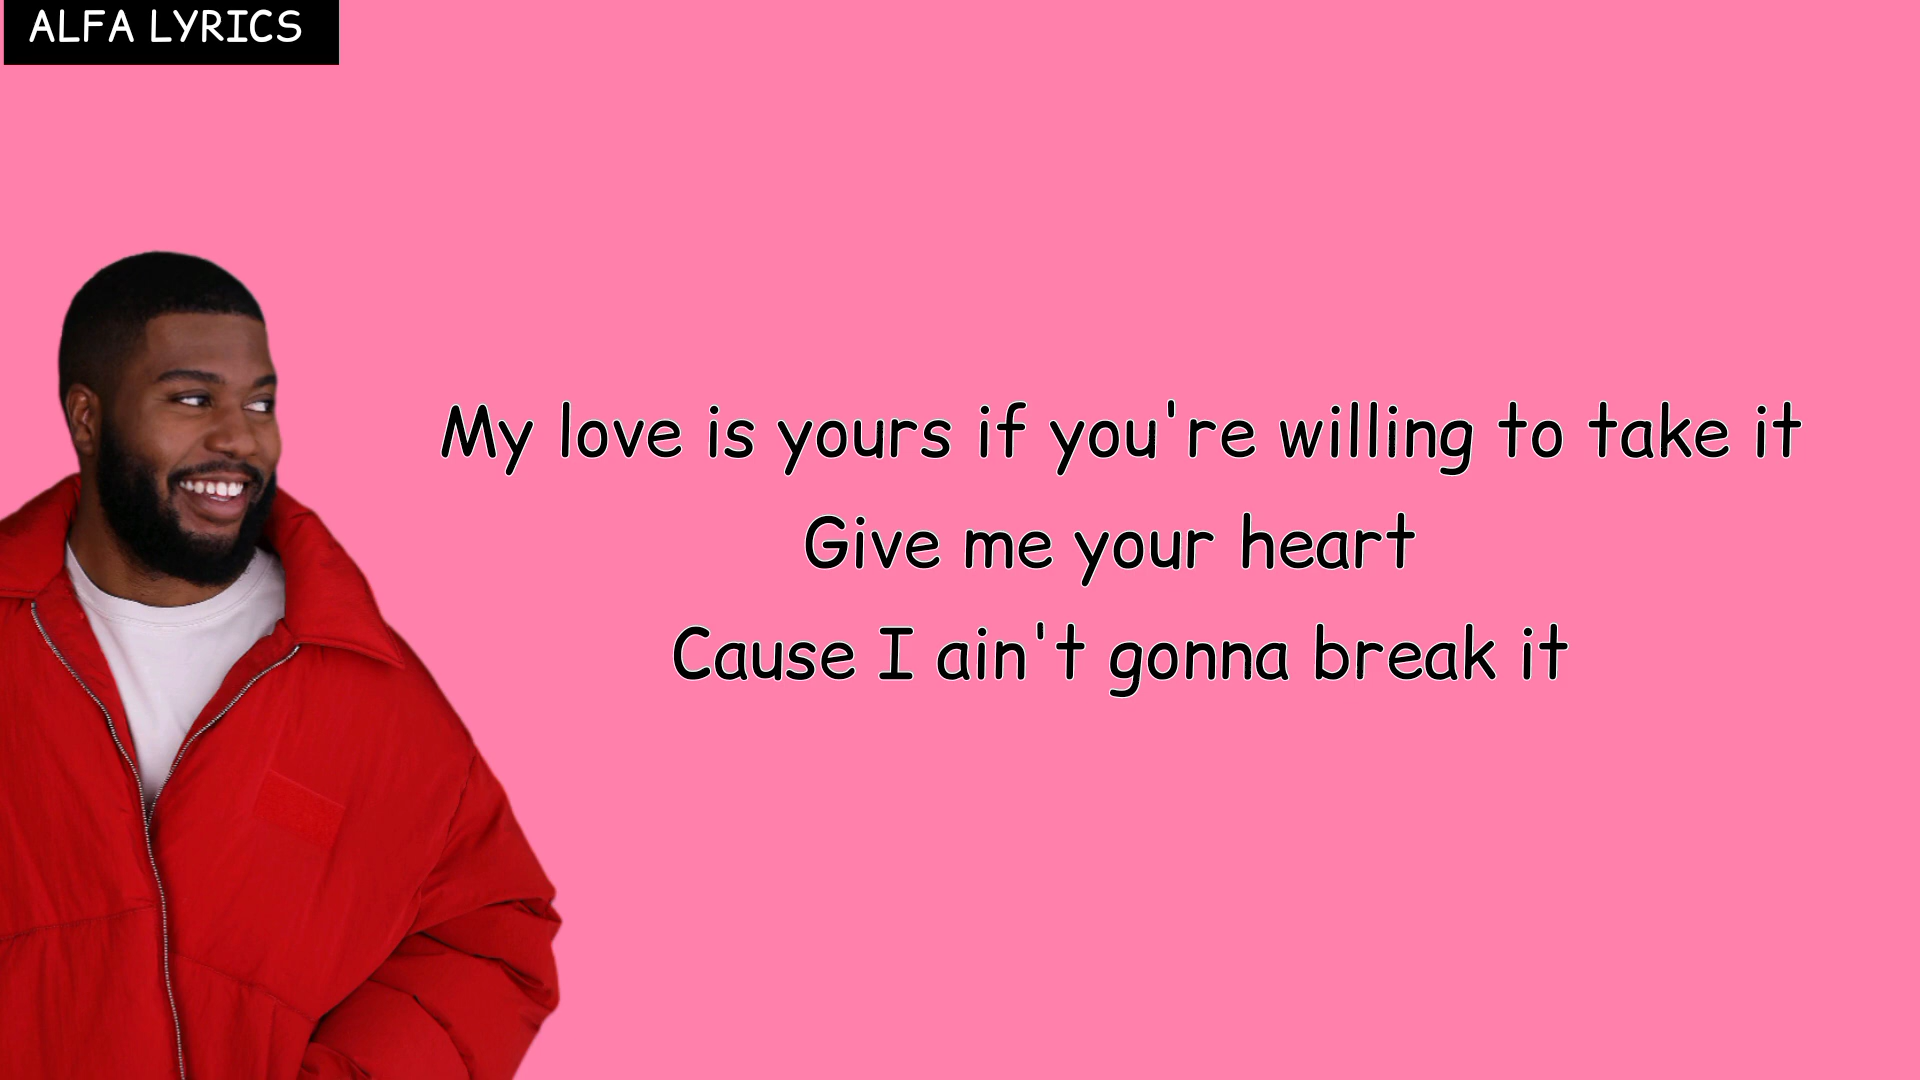 ALFA LYRICS
My love is yours if you're willing to take it
Give me your heart
Cause I ain't gonna break it